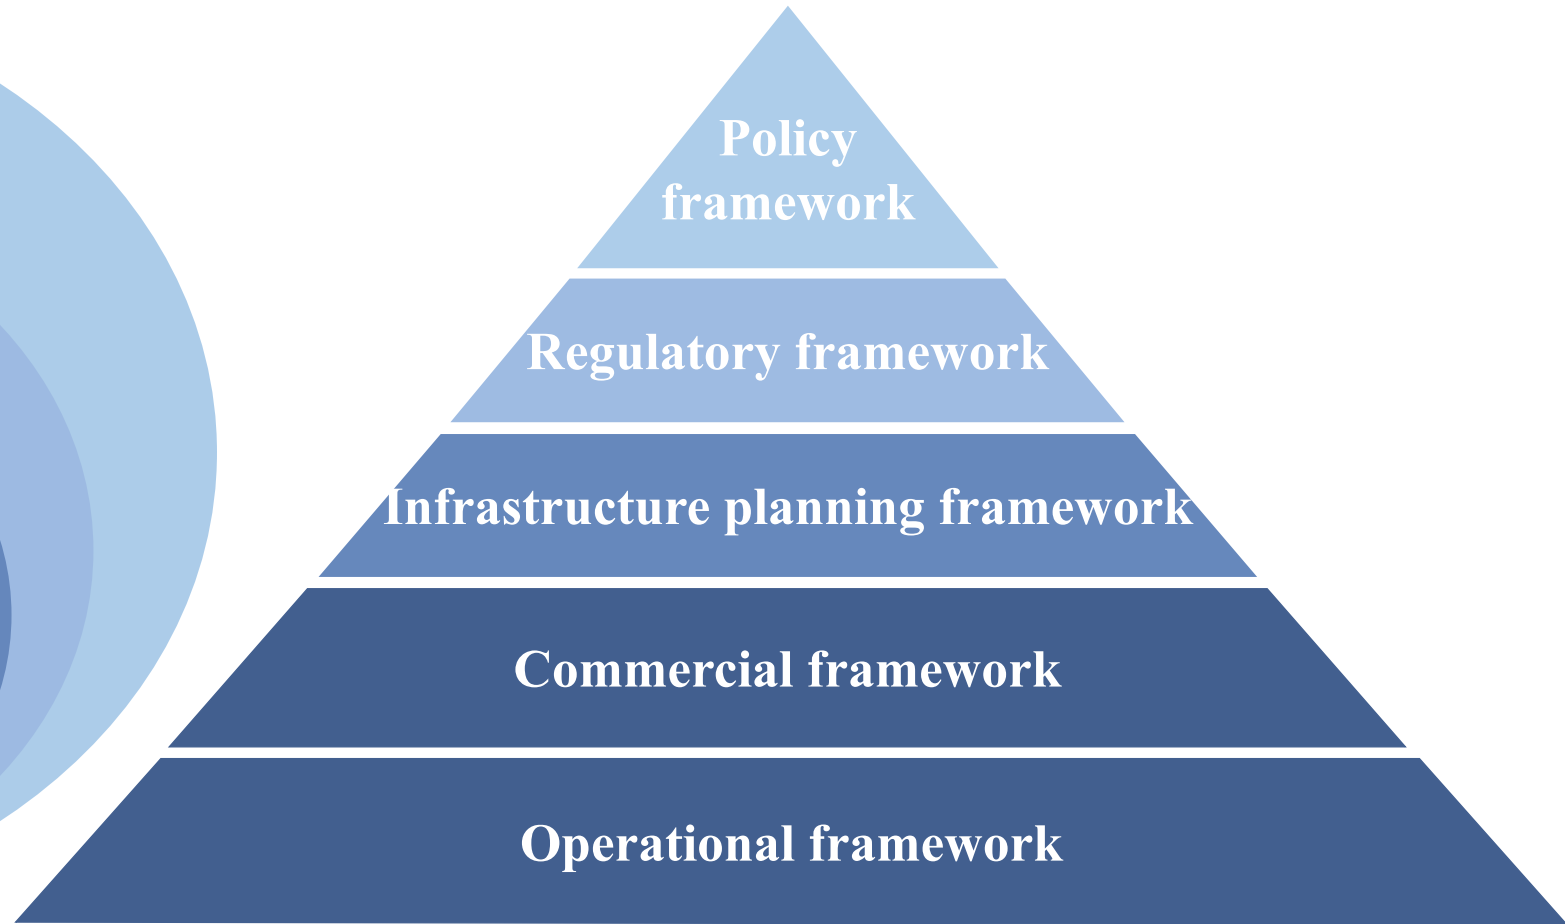 Policy
framework
Regulatory framework
Infrastructure planning framework
Commercial framework
Operational framework